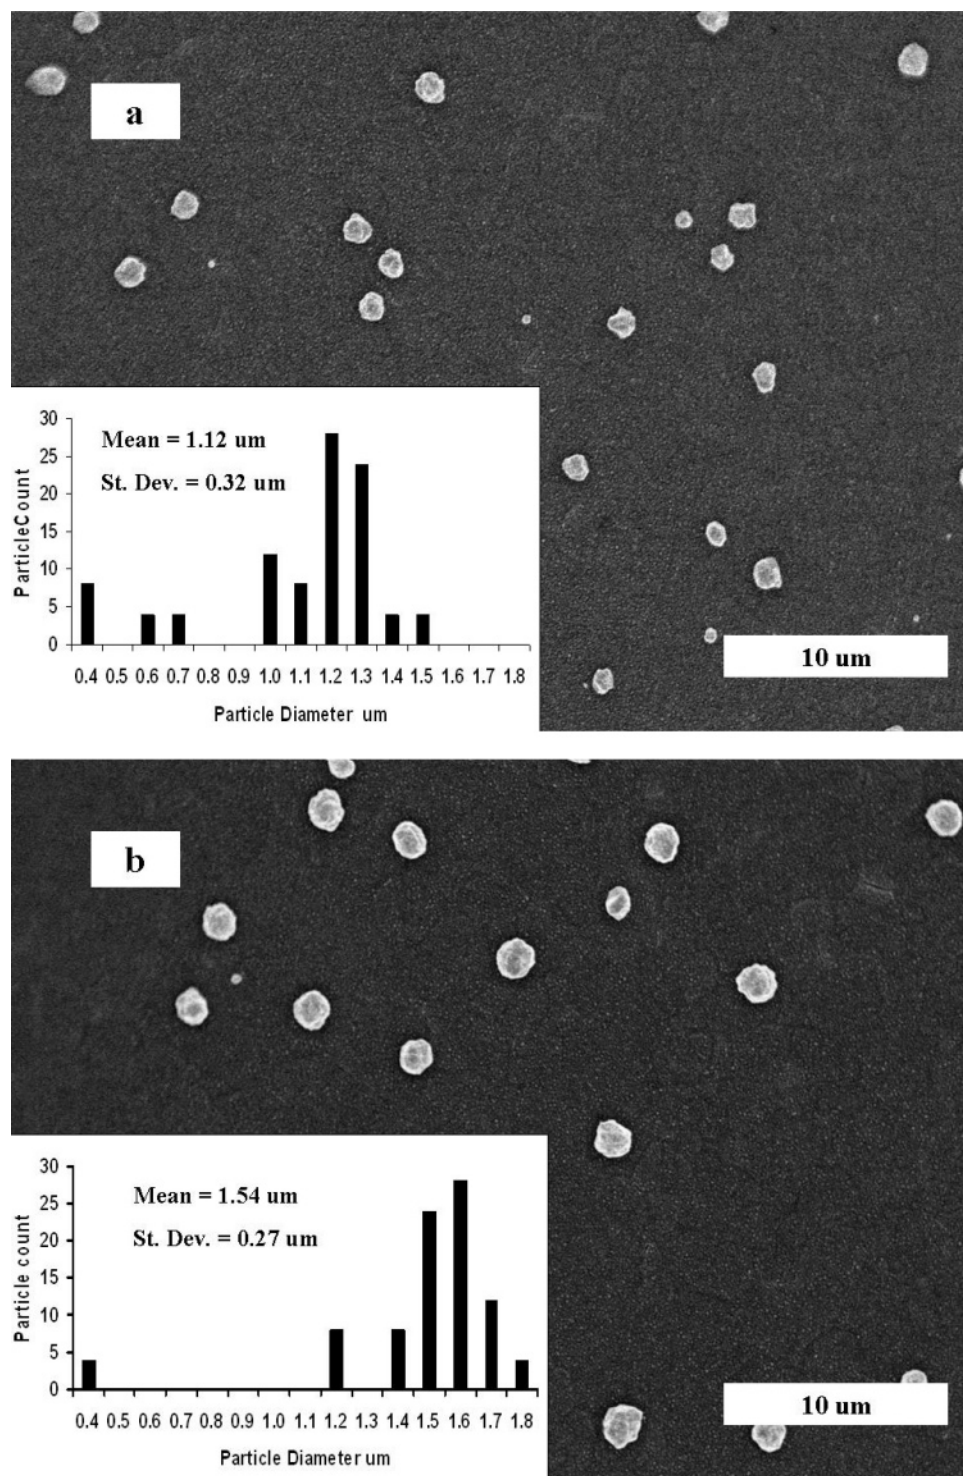 a
30
25
20
15
10
5
0
ParticleCount
Mean = 1.12 um
St. Dev. = 0.32 um
0.4 0.5 0.6 0.7 0.8 0.9 1.0 1.1 1.2 1.3 1.4 1.5 1.6 1.7 1.8
Particle Diameter um
10 um
b
30
25
20
15
10
5
0
Particle count
Mean = 1.54 um
St. Dev. = 0.27 um
0.4 0.5 0.6 0.7 0.8 0.9 1.0 1.1 1.2 1.3 1.4 1.5 1.6 1.7 1.8
Particle Diameter um
10 um